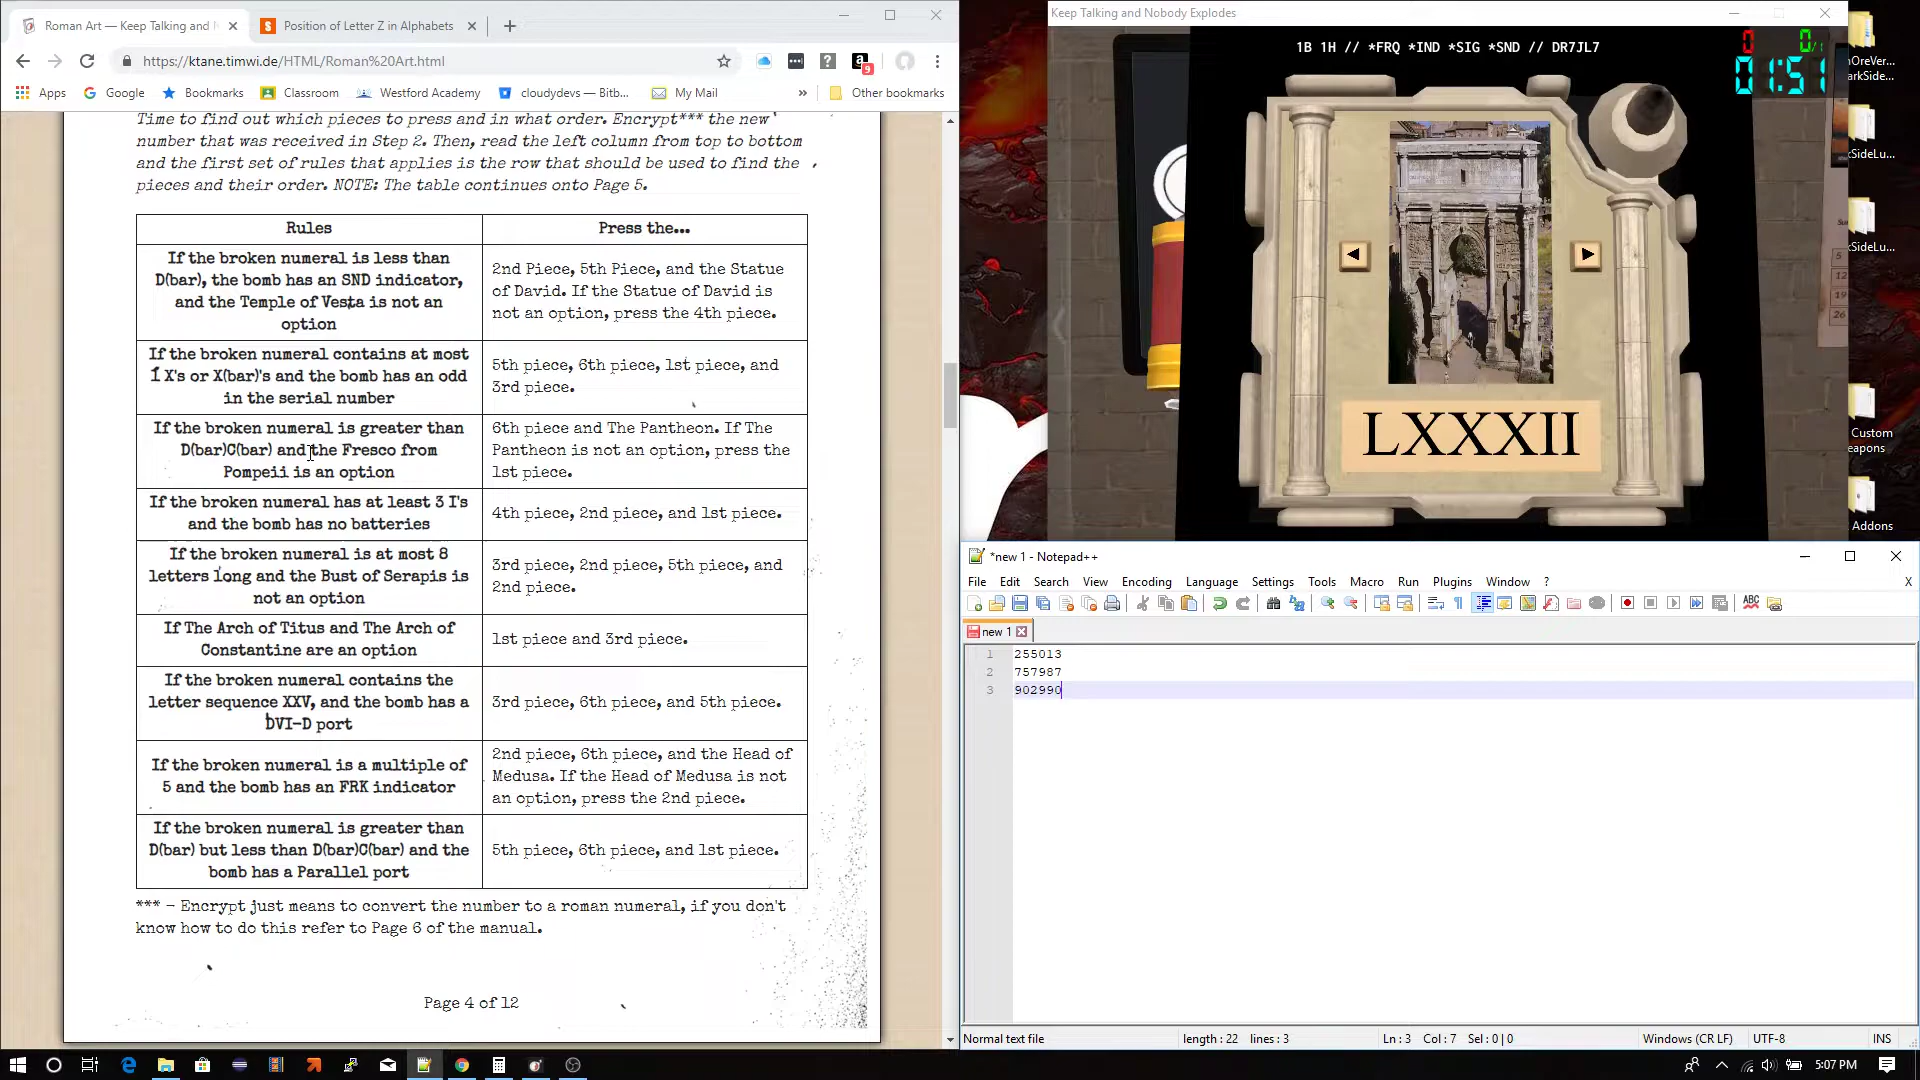 Roman Art — Keep Talking and N
Position of Letter Z in Alphabets
https://ktane.timwi.de/HTML/Roman%20Art.html
9
Apps
Google
Bookmarks
Classroom
Westford Academy
cloudydevs — Bitb...
My Mail
»
Other bookmarks
Time to find out which pieces to press and in what order. Encrypt*** the new
number that was received in Step 2. Then, read the left column from top to bottom
and the first set of rules that applies is the row that should be used to find the
pieces and their order. NOTE: The table continues onto Page 5.
Rules
Press the...
If the broken numeral is less than
D(bar), the bomb has an SND indicator,
and the Temple of Vesta is not an
option
2nd Piece, 5th Piece, and the Statue
of David. If the Statue of David is
not an option, press the 4th piece.
If the broken numeral contains at most
1 X's or X(bar)'s and the bomb has an odd
in the serial number
5th piece, 6th piece, 1st piece, and
3rd piece.
If the broken numeral is greater than
D(bar)C(bar) and the Fresco from
Pompeii is an option
6th piece and The Pantheon. If The
Pantheon is not an option, press the
1st piece.
If the broken numeral has at least 3 I's
and the bomb has no batteries
4th piece, 2nd piece, and 1st piece.
If the broken numeral is at most 8
letters long and the Bust of Serapis is
not an option
3rd piece, 2nd piece, 5th piece, and
2nd piece.
If The Arch of Titus and The Arch of
Constantine are an option
1st piece and 3rd piece.
If the broken numeral contains the
letter sequence XXV, and the bomb has a
DVI-D port
3rd piece, 6th piece, and 5th piece.
If the broken numeral is a multiple of
5 and the bomb has an FRK indicator
2nd piece, 6th piece, and the Head of
Medusa. If the Head of Medusa is not
an option, press the 2nd piece.
If the broken numeral is greater than
D(bar) but less than D(bar)C(bar) and the
bomb has a Parallel port
5th piece, 6th piece, and 1st piece.
*** - Encrypt just means to convert the number to a roman numeral, if you don't
know how to do this refer to Page 6 of the manual.
Page 4 of 12
Keep Talking and Nobody Explodes
1B 1H // *FRQ *IND *SIG *SND // DR7JL7
0
0/1
01:51
LXXXII
5
12
19
26
nOreVer...
arkSide...
rkSide...
SideLu...
Custom
eapons
Addons
*new 1 - Notepad++
File Edit Search View Encoding Language Settings Tools Macro Run Plugins Window ?
X
new 1
1 255013
2 757987
3 902990
Normal text file
length : 22 lines : 3
Ln : 3 Col : 7 Sel : 0 | 0
Windows (CR LF)
UTF-8
INS
5:07 PM